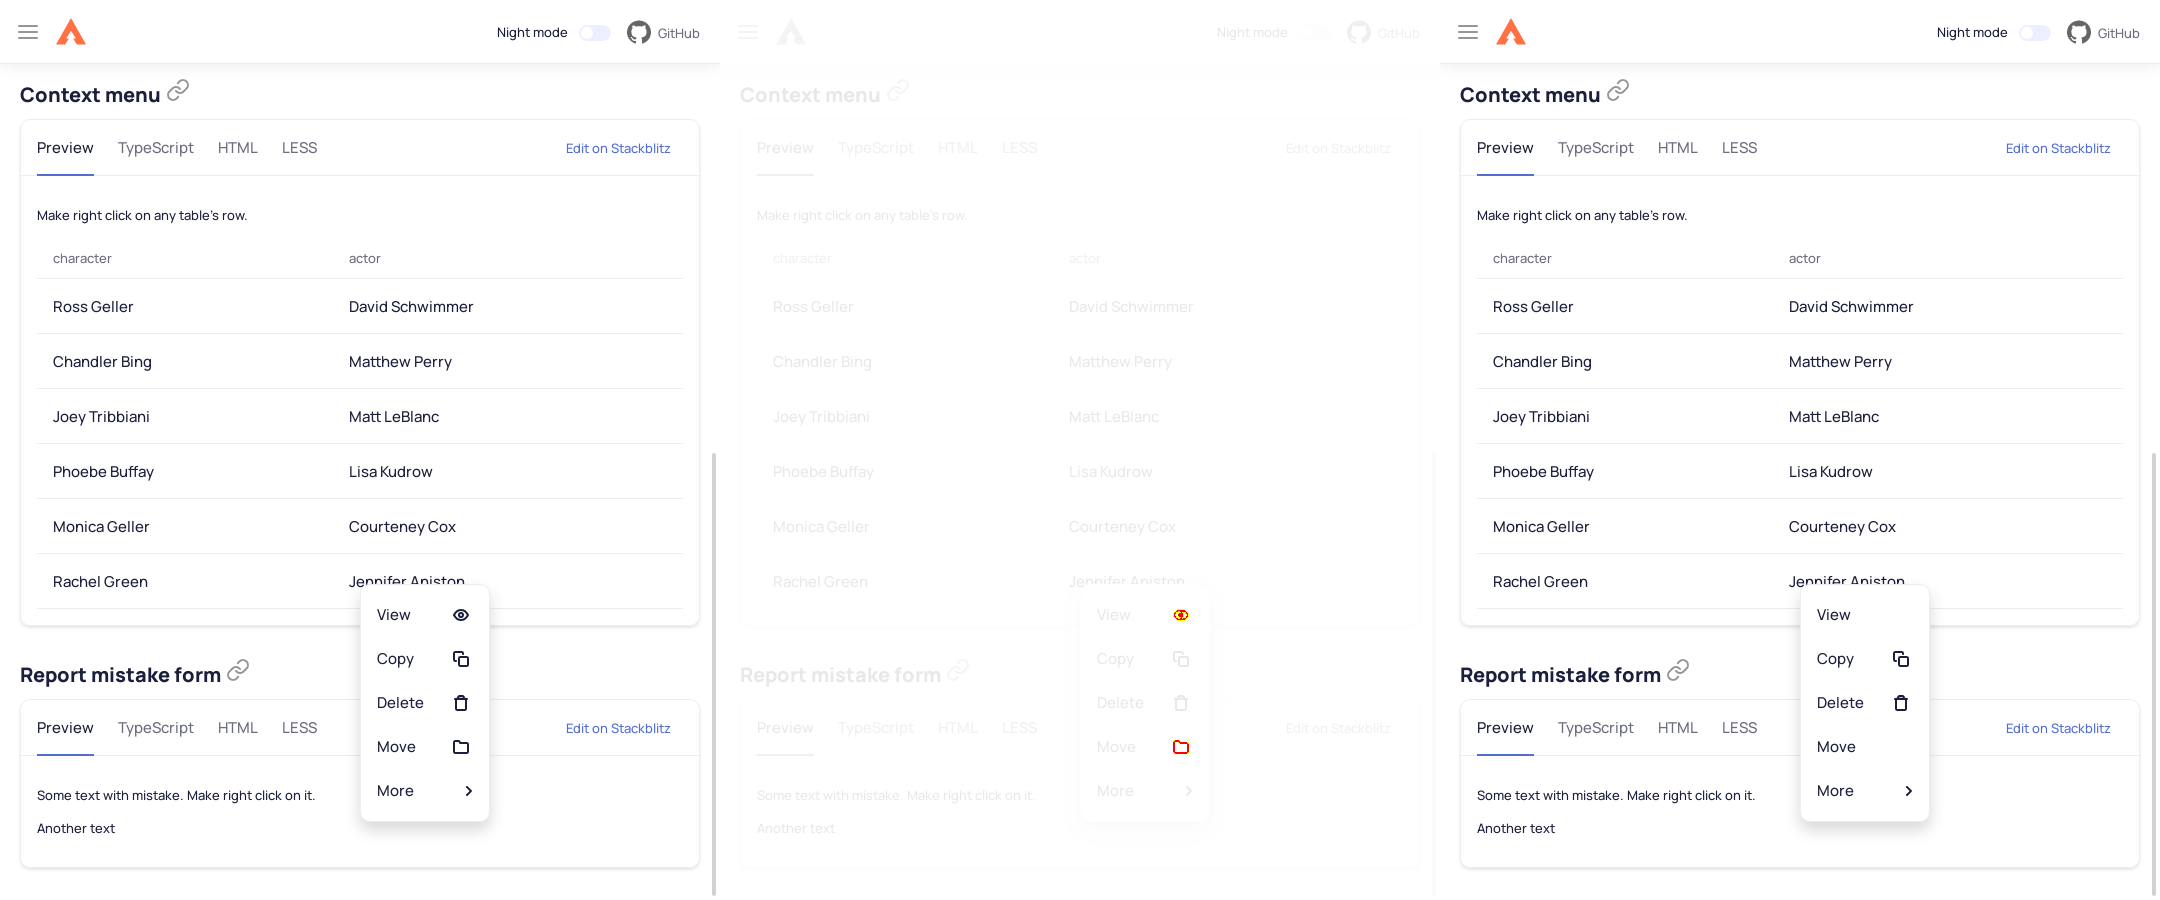 Night mode GitHub
Context menu
Preview TypeScript HTML LESS Edit on Stackblitz
Make right click on any table's row.
character actor
Ross Geller David Schwimmer
Chandler Bing Matthew Perry
Joey Tribbiani Matt LeBlanc
Phoebe Buffay Lisa Kudrow
Monica Geller Courteney Cox
Rachel Green Jennifer Aniston
View
Copy
Delete
Move
More
Report mistake form
Preview TypeScript HTML LESS Edit on Stackblitz
Some text with mistake. Make right click on it.
Another text
Night mode GitHub
Context menu
Preview TypeScript HTML LESS Edit on Stackblitz
Make right click on any table's row.
character actor
Ross Geller David Schwimmer
Chandler Bing Matthew Perry
Joey Tribbiani Matt LeBlanc
Phoebe Buffay Lisa Kudrow
Monica Geller Courteney Cox
Rachel Green Jennifer Aniston
View
Copy
Delete
Move
More
Report mistake form
Preview TypeScript HTML LESS Edit on Stackblitz
Some text with mistake. Make right click on it.
Another text
Night mode GitHub
Context menu
Preview TypeScript HTML LESS Edit on Stackblitz
Make right click on any table's row.
character actor
Ross Geller David Schwimmer
Chandler Bing Matthew Perry
Joey Tribbiani Matt LeBlanc
Phoebe Buffay Lisa Kudrow
Monica Geller Courteney Cox
Rachel Green Jennifer Aniston
View
Copy
Delete
Move
More
Report mistake form
Preview TypeScript HTML LESS Edit on Stackblitz
Some text with mistake. Make right click on it.
Another text